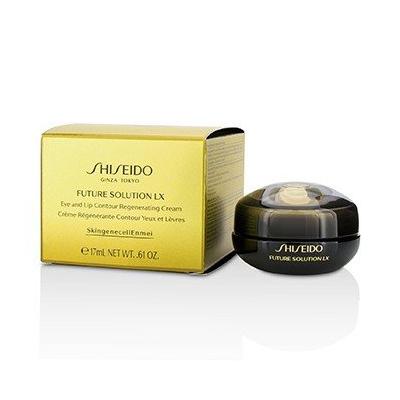 SHISEIDO
GINZA TOKYO
FUTURE SOLUTION LX
Eye and Lip Contour Regenerating Cream
Crème Régénérante Contour Yeux et Lèvres
SkingenecellEnmei
℮ 17mL NET WT. .61 OZ.
SHISEIDO
FUTURE SOLUTION LX